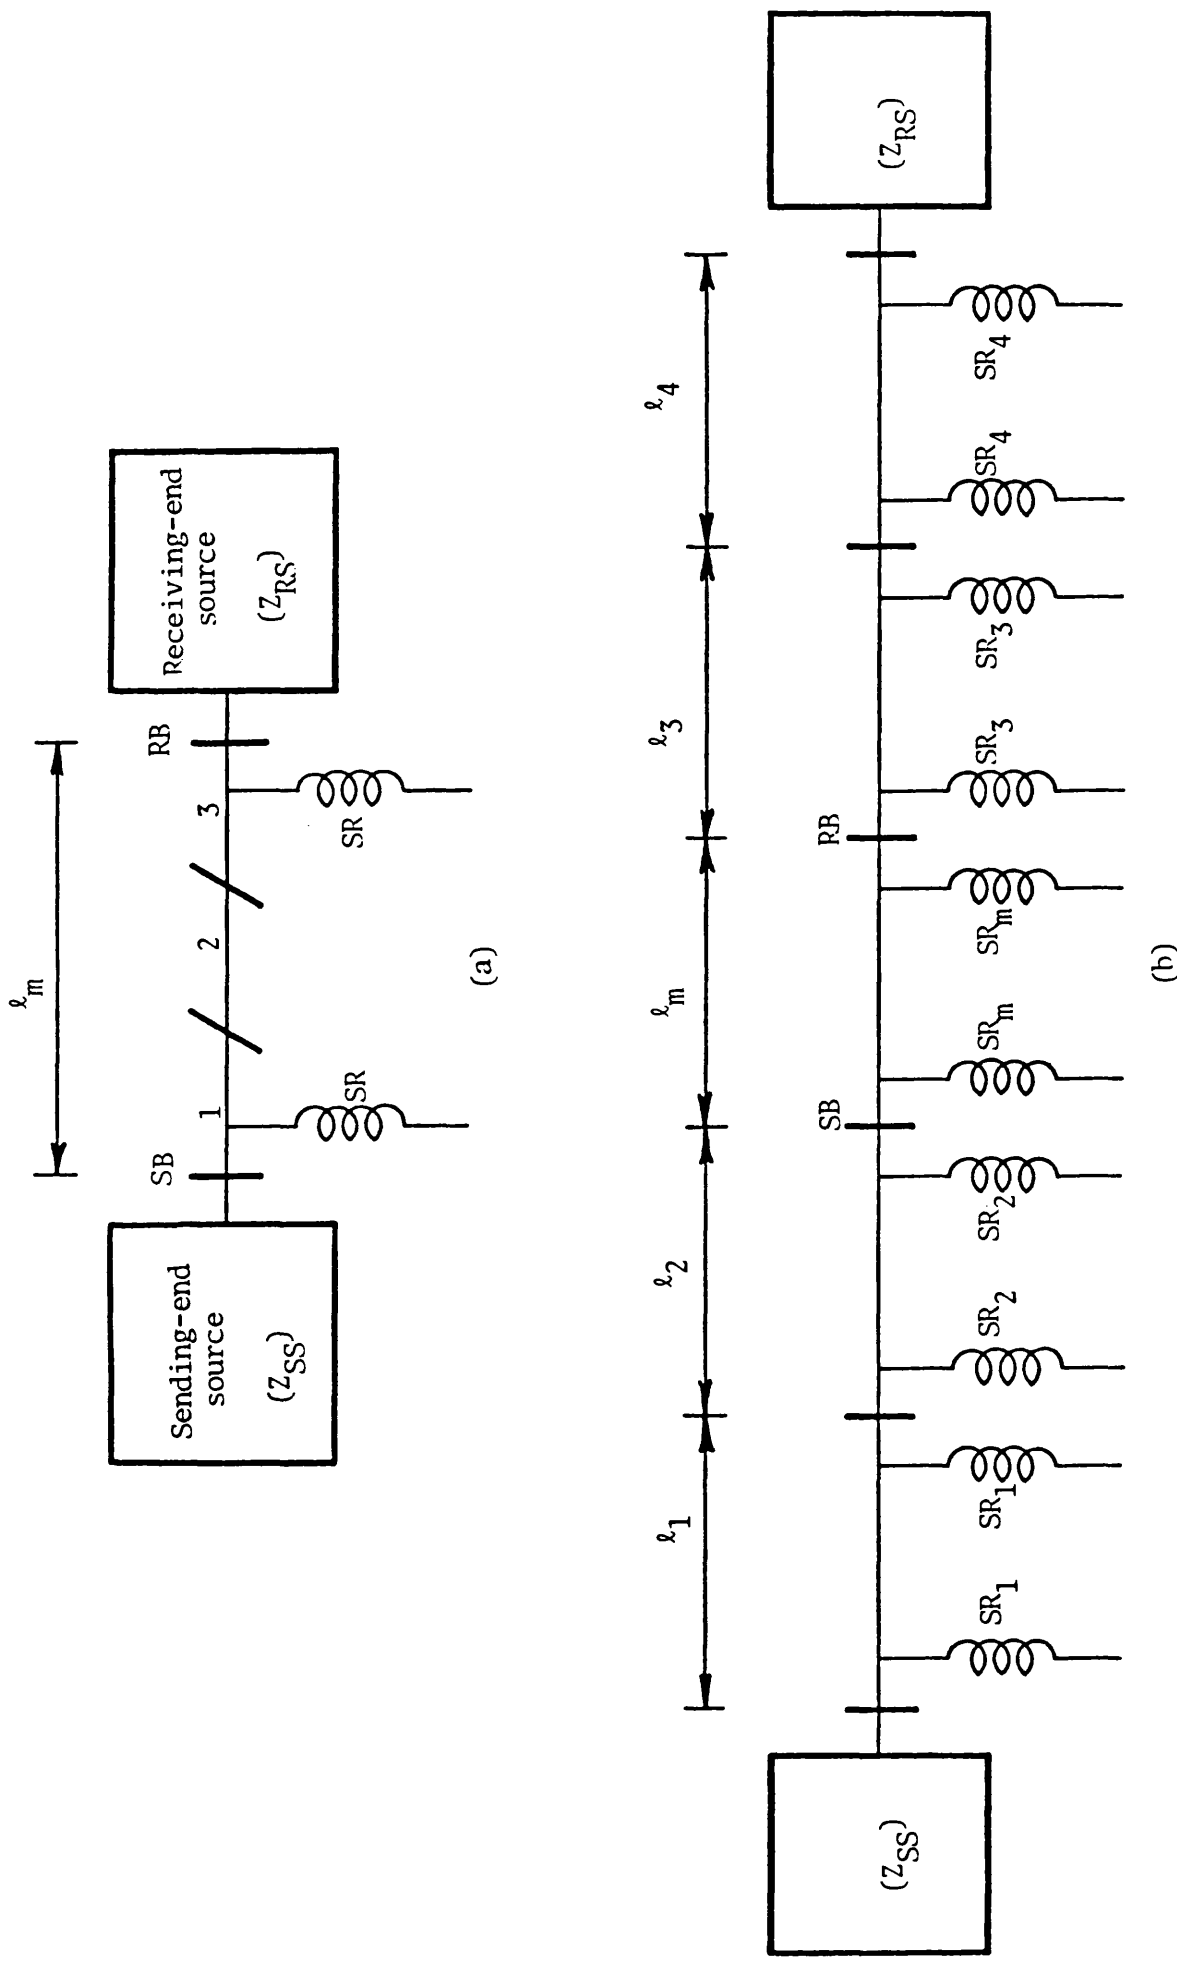 ℓm
SB
1
2
3
RB
Sending-end
source
(ZSS)
SR
SR
Receiving-end
source
(ZRS)
(a)
ℓ1
ℓ2
ℓm
ℓ3
ℓ4
SB
RB
(ZSS)
SR1
SR1
SR2
SR2
SRm
SRm
SR3
SR3
SR4
SR4
(ZRS)
(b)